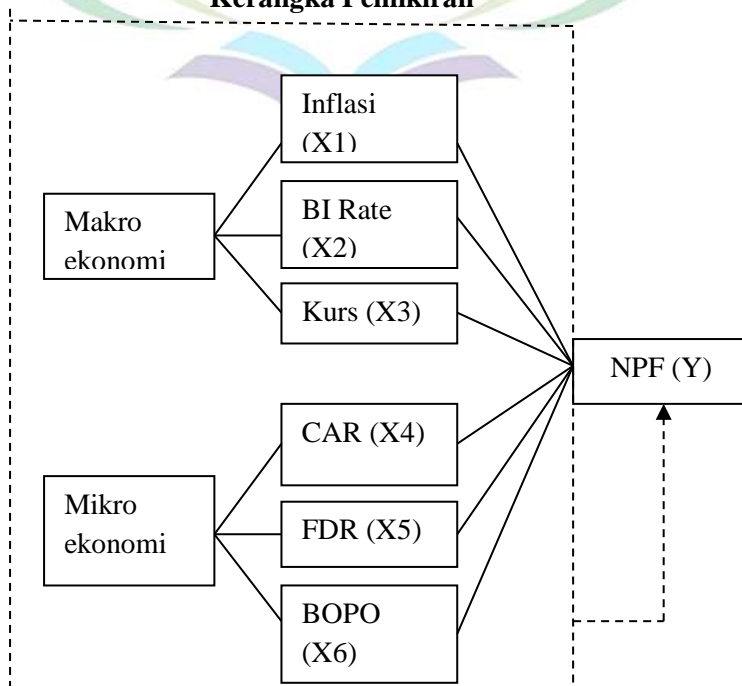 Kerangka Pemikiran
Inflasi
(X1)
Makro
ekonomi
BI Rate
(X2)
Kurs (X3)
NPF (Y)
CAR (X4)
Mikro
ekonomi
FDR (X5)
BOPO
(X6)